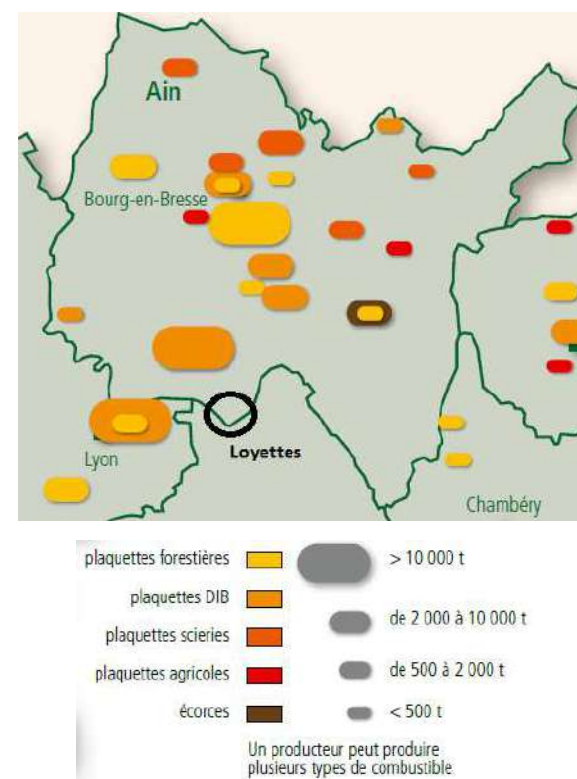 Ain
Bourg-en-Bresse
Loyettes
Lyon
Chambéry
plaquettes forestières
> 10 000 t
plaquettes DIB
de 2 000 à 10 000 t
plaquettes scieries
de 500 à 2 000 t
plaquettes agricoles
écorces
< 500 t
Un producteur peut produire
plusieurs types de combustible